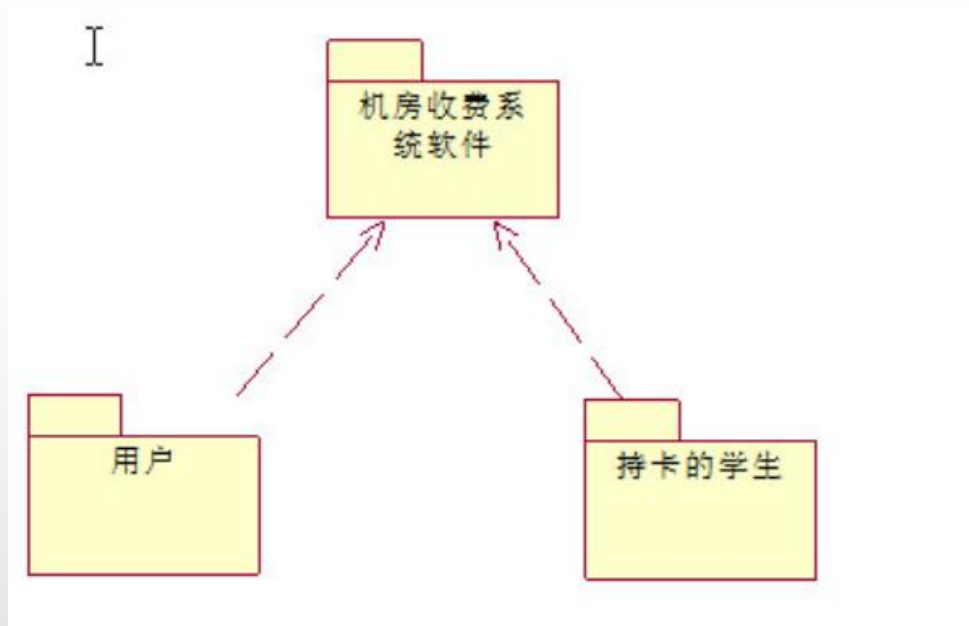 机房收费系
统软件
用户
持卡的学生